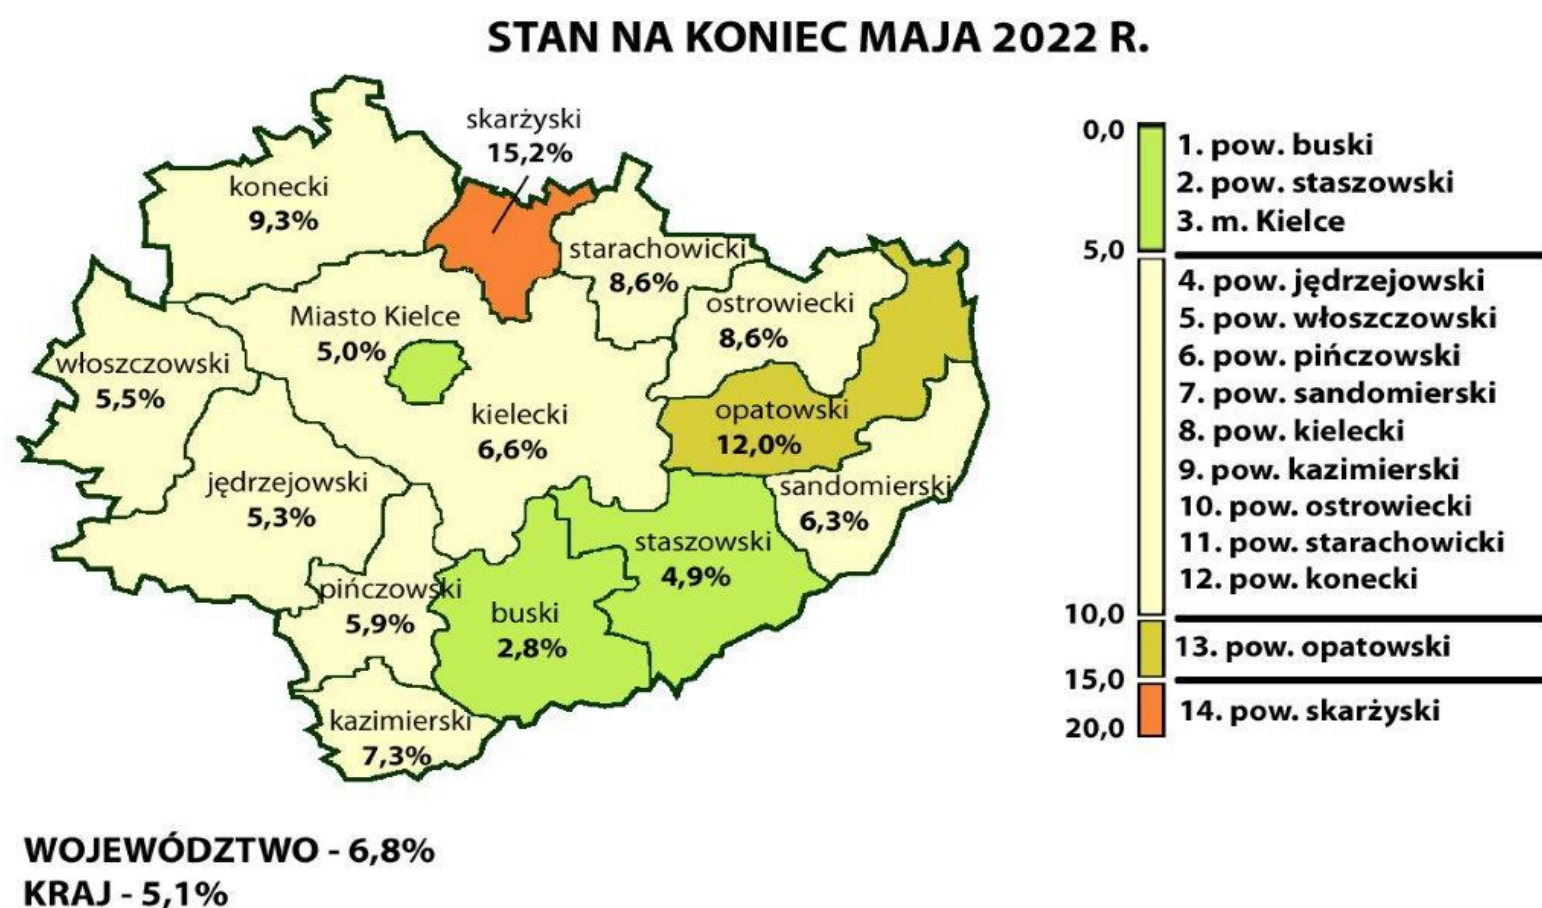 STAN NA KONIEC MAJA 2022 R.
skarżyski
15,2%
konecki
9,3%
starachowicki
8,6%
ostrowiecki
8,6%
Miasto Kielce
5,0%
włoszczowski
5,5%
kielecki
6,6%
opatowski
12,0%
jędrzejowski
5,3%
sandomierski
6,3%
staszowski
4,9%
pińczowski
5,9%
buski
2,8%
kazimierski
7,3%
0,0
1. pow. buski
2. pow. staszowski
3. m. Kielce
5,0
4. pow. jędrzejowski
5. pow. włoszczowski
6. pow. pińczowski
7. pow. sandomierski
8. pow. kielecki
9. pow. kazimierski
10. pow. ostrowiecki
11. pow. starachowicki
12. pow. konecki
10,0
13. pow. opatowski
15,0
14. pow. skarżyski
20,0
WOJEWÓDZTWO - 6,8%
KRAJ - 5,1%